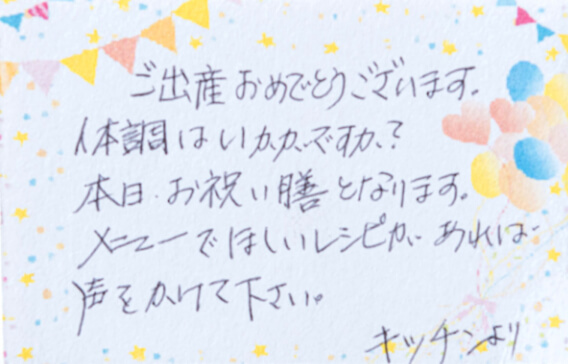 ご出産おめでとうございます。
体調はいかがですか?
本日、お祝い膳となります。
メニューでほしいレシピがあれば
声をかけて下さい。
キッチンより